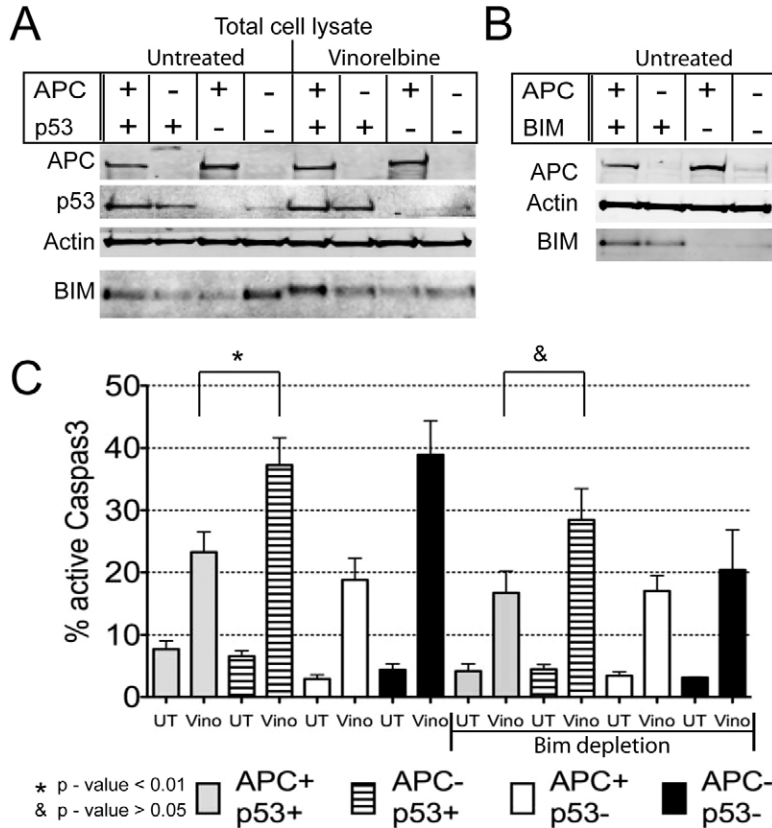 A
Total cell lysate
Untreated Vinorelbine
APC + - + - + - + -
p53 + + - - + + - -
APC
p53
Actin
BIM
B
Untreated
APC + - + -
BIM + + - -
APC
Actin
BIM
C
* &
% active Caspas3
50
40
30
20
10
0
UT Vino UT Vino UT Vino UT Vino UT Vino UT Vino UT Vino UT Vino
Bim depletion
* p - value < 0.01
& p - value > 0.05
APC+ p53+
APC- p53+
APC+ p53-
APC- p53-